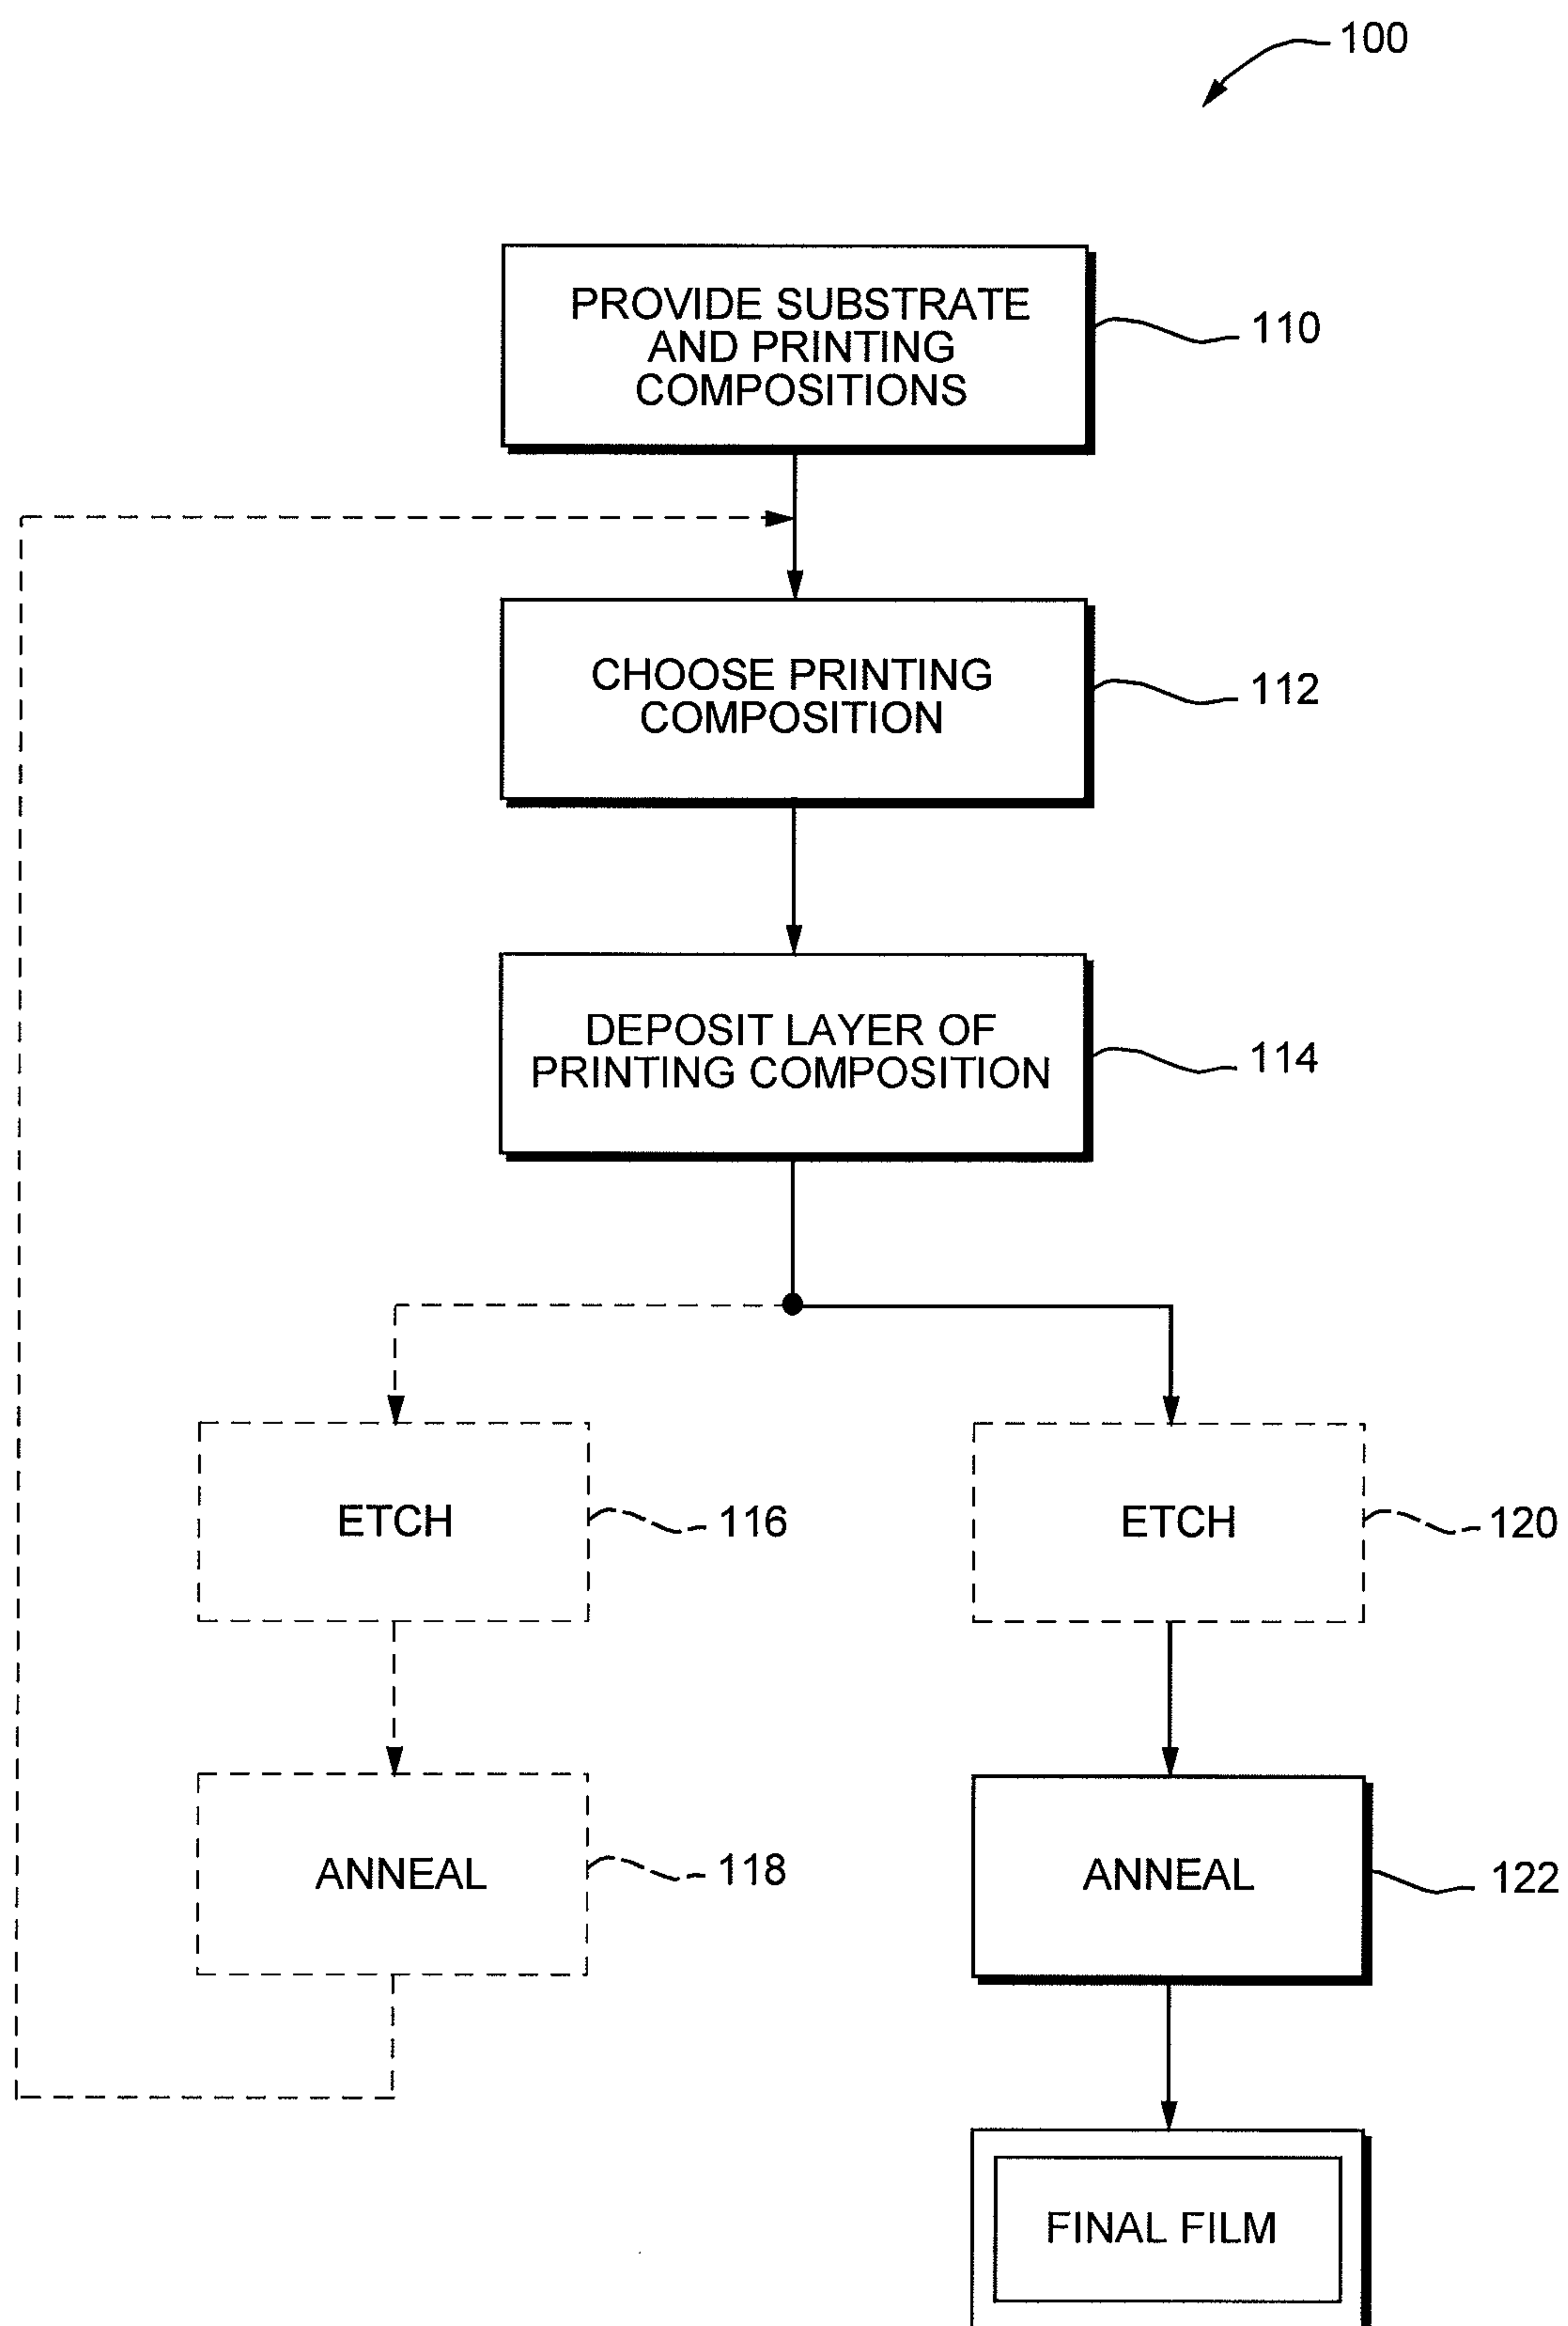 100
PROVIDE SUBSTRATE
AND PRINTING
COMPOSITIONS
110
CHOOSE PRINTING
COMPOSITION
112
DEPOSIT LAYER OF
PRINTING COMPOSITION
114
ETCH
116
ETCH
120
ANNEAL
118
ANNEAL
122
FINAL FILM